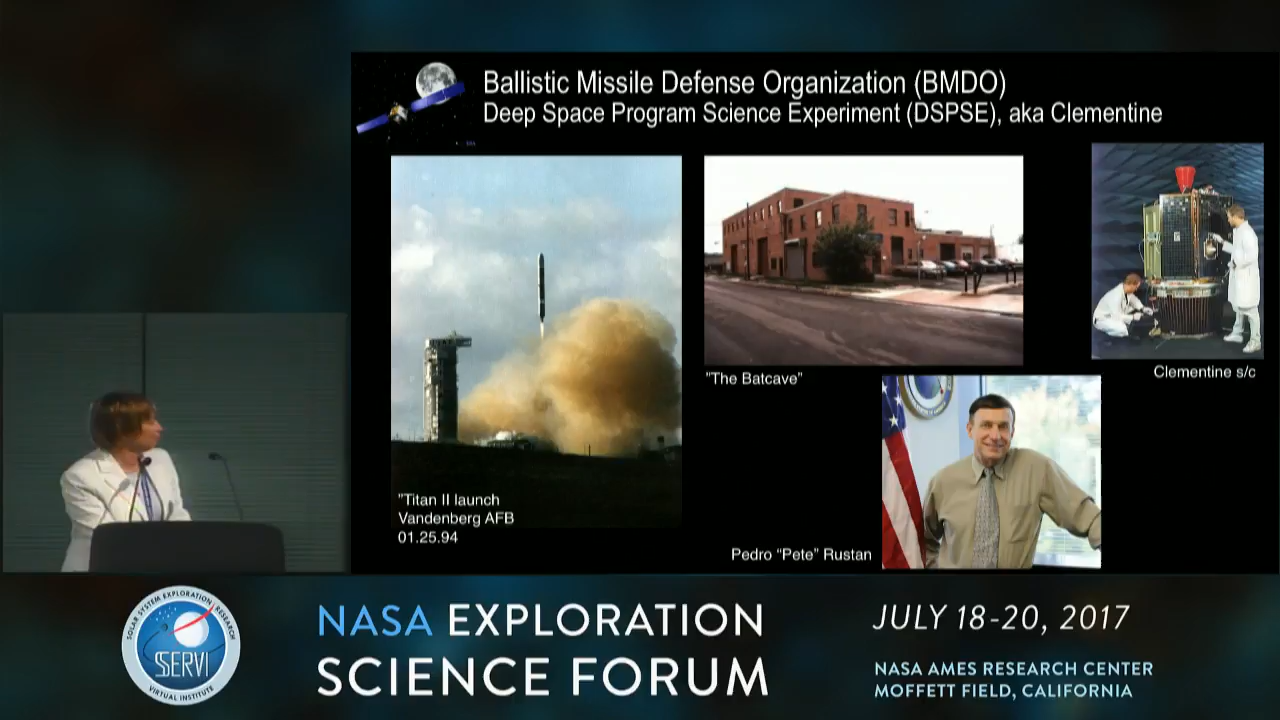 Ballistic Missile Defense Organization (BMDO)
Deep Space Program Science Experiment (DSPSE), aka Clementine
"The Batcave"
Clementine s/c
"Titan II launch
Vandenberg AFB
01.25.94
Pedro “Pete” Rustan
SOLAR SYSTEM EXPLORATION RESEARCH
SSERVI
VIRTUAL INSTITUTE
NASA EXPLORATION
SCIENCE FORUM
JULY 18-20, 2017
NASA AMES RESEARCH CENTER
MOFFETT FIELD, CALIFORNIA